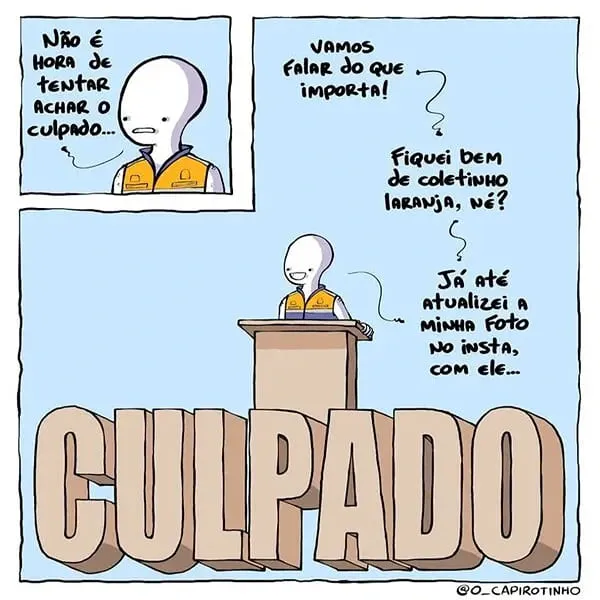 Não é
hora de
tentar
achar o
culpado...
Vamos
falar do que
importa!
Fiquei bem
de coletinho
laranja, né?
Já até
atualizei a
minha foto
no insta,
com ele...
CULPADO
@O_CAPIROTINHO